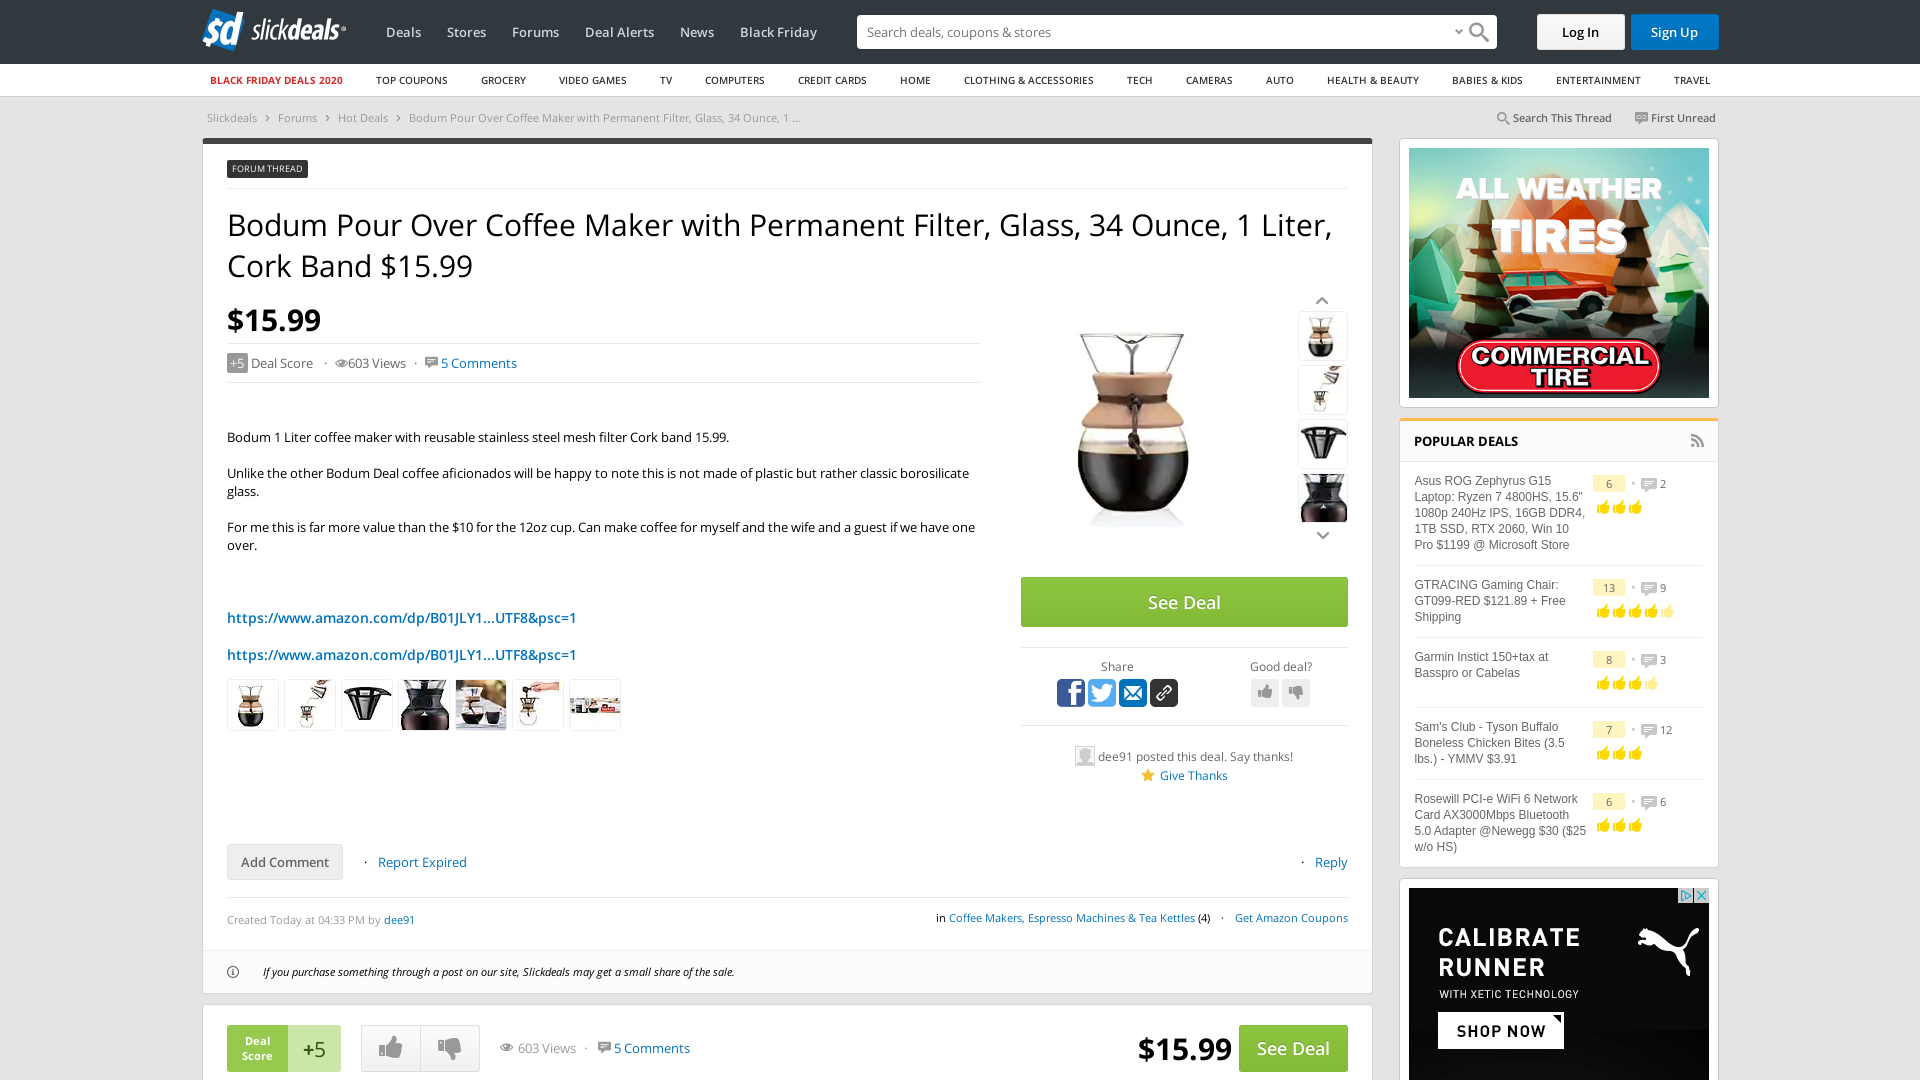 slickdeals
Deals
Stores
Forums
Deal Alerts
News
Black Friday
Search deals, coupons & shops
Log In
Sign Up
BLACK FRIDAY DEALS 2020
TOP COUPONS
GROCERY
VIDEO GAMES
TV
COMPUTERS
CREDIT CARDS
HOME
CLOTHING & ACCESSORIES
TECH
CAMERAS
AUTO
HEALTH & BEAUTY
BABIES & KIDS
ENTERTAINMENT
TRAVEL
Slickdeals > Forums > Hot Deals > Bodum Pour Over Coffee Maker with Permanent Filter, Glass, 34 Ounce, 1 ...
Search This Thread
First Unread
FORUM THREAD
Bodum Pour Over Coffee Maker with Permanent Filter, Glass, 34 Ounce, 1 Liter,
Cork Band $15.99
$15.99
+5 Deal Score · 603 Views · 5 Comments
Bodum 1 Liter coffee maker with reusable stainless steel mesh filter Cork band 15.99.
Unlike the other Bodum Deal coffee aficionados will be happy to note this is not made of plastic but rather classic borosilicate
glass.
For me this is far more value than the $10 for the 12oz cup. Can make coffee for myself and the wife and a guest if we have one
over.
https://www.amazon.com/dp/B01JLY1...UTF8&psc=1
https://www.amazon.com/dp/B01JLY1...UTF8&psc=1
See Deal
Share
Good deal?
dee91 posted this deal. Say thanks!
Give Thanks
Add Comment
· Report Expired
· Reply
Created Today at 04:33 PM by dee91
in Coffee Makers, Espresso Machines & Tea Kettles (4) · Get Amazon Coupons
If you purchase something through a post on our site, Slickdeals may get a small share of the sale.
Deal
Score
+5
603 Views · 5 Comments
$15.99
See Deal
ALL WEATHER
TIRES
COMMERCIAL
TIRE
POPULAR DEALS
Asus ROG Zephyrus G15
Laptop: Ryzen 7 4800HS, 15.6"
1080p 240Hz IPS, 16GB DDR4,
1TB SSD, RTX 2060, Win 10
Pro $1199 @ Microsoft Store
6 · 2
GTRACING Gaming Chair:
GT099-RED $121.89 + Free
Shipping
13 · 9
Garmin Instict 150+tax at
Basspro or Cabelas
8 · 3
Sam's Club - Tyson Buffalo
Boneless Chicken Bites (3.5
lbs.) - YMMV $3.91
7 · 12
Rosewill PCI-e WiFi 6 Network
Card AX3000Mbps Bluetooth
5.0 Adapter @Newegg $30 ($25
w/o HS)
6 · 6
CALIBRATE
RUNNER
WITH XETIC TECHNOLOGY
SHOP NOW